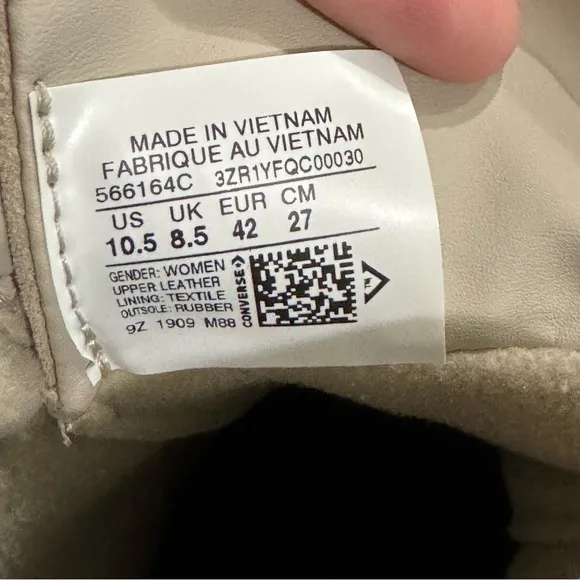 MADE IN VIETNAM
FABRIQUE AU VIETNAM
566164C 3ZR1YFQC00030
US UK EUR CM
10.5 8.5 42 27
GENDER: WOMEN
UPPER LEATHER
LINING: TEXTILE
OUTSOLE: RUBBER
9Z 1909 M88
CONVERSE